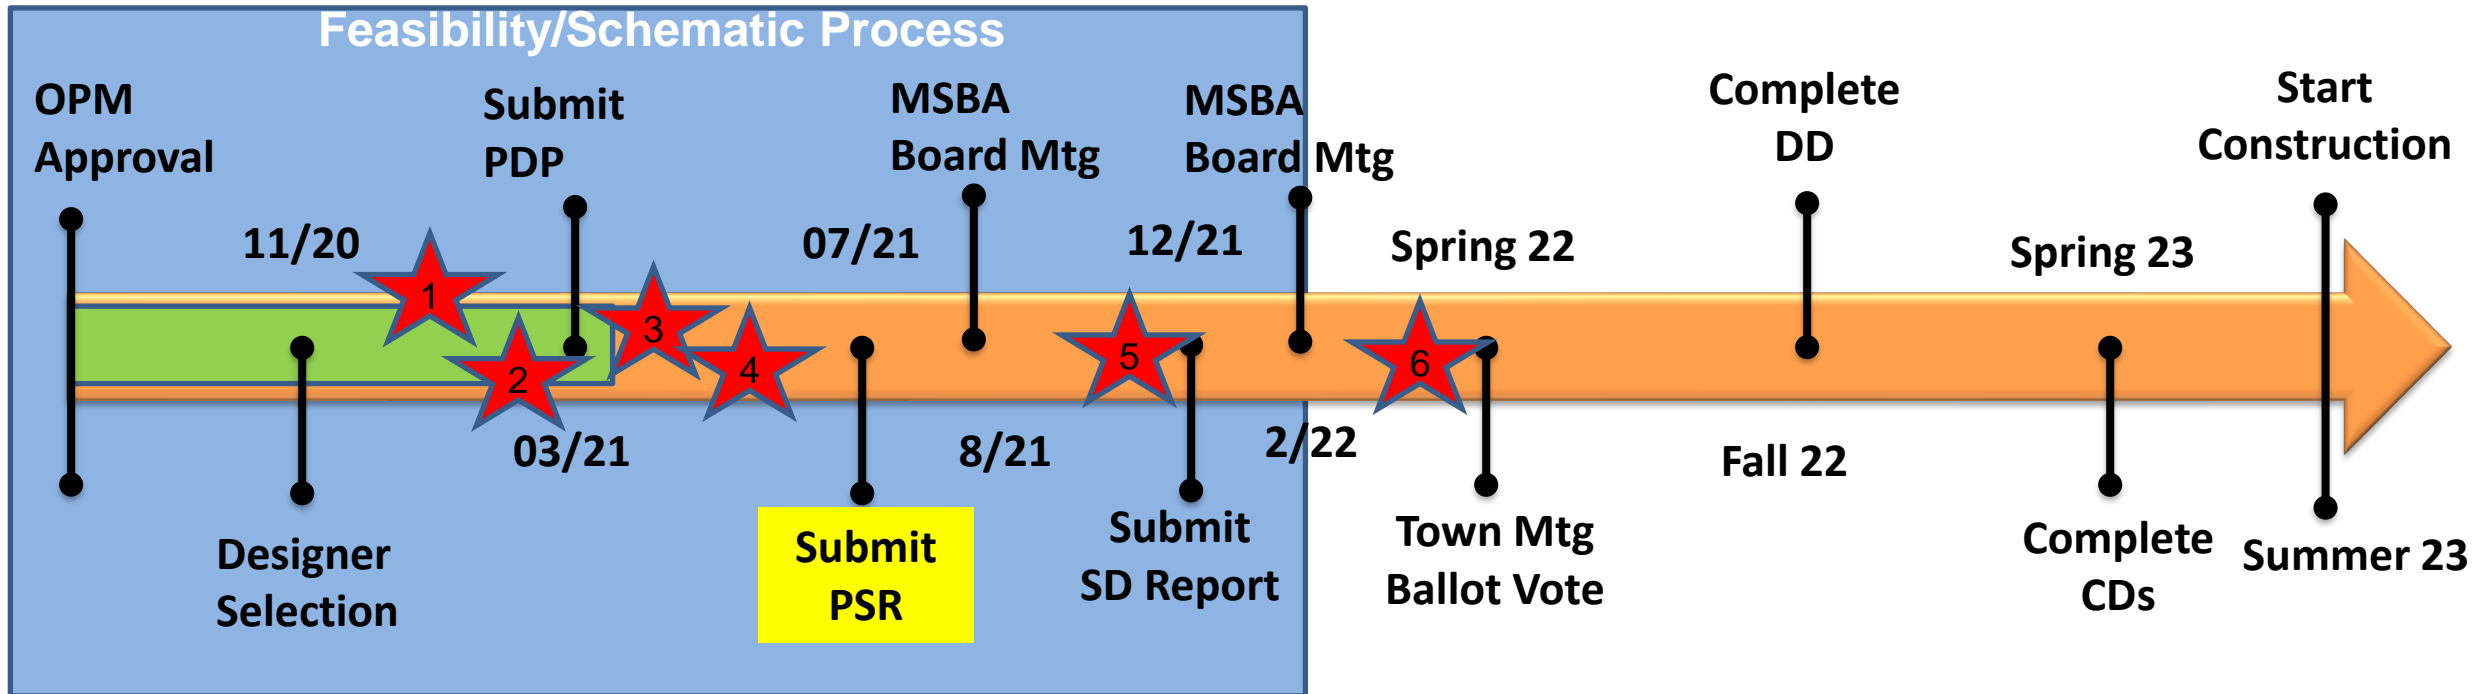 Feasibility/Schematic Process
OPM
Approval
Submit
PDP
MSBA
Board Mtg
MSBA
Board Mtg
Complete
DD
Start
Construction
11/20
07/21
12/21
Spring 22
Spring 23
1
2
3
4
5
6
03/21
8/21
2/22
Fall 22
Designer
Selection
Submit
PSR
Submit
SD Report
Town Mtg
Ballot Vote
Complete
CDs
Summer 23